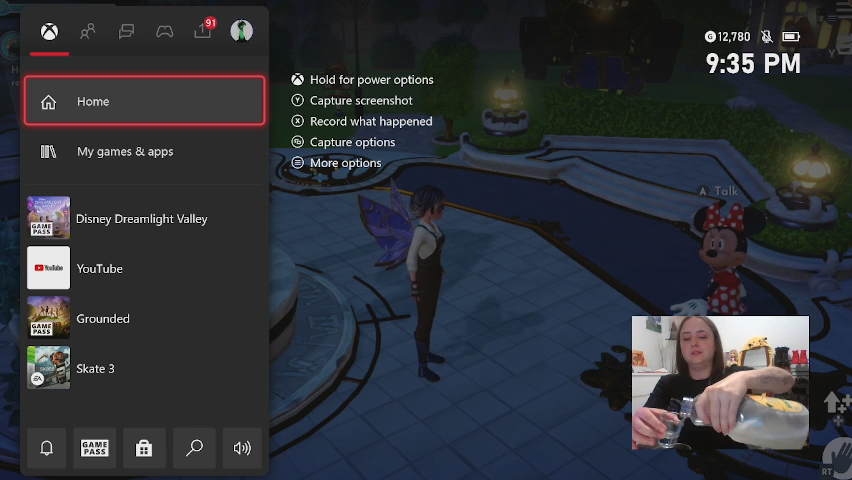 91
Home
My games & apps
Disney Dreamlight Valley
GAME PASS
YouTube
YouTube
Grounded
GAME PASS
Skate 3
EA
GAME PASS
Hold for power options
Y Capture screenshot
X Record what happened
Capture options
More options
G 12,780
9:35 PM
Y
A Talk
RT